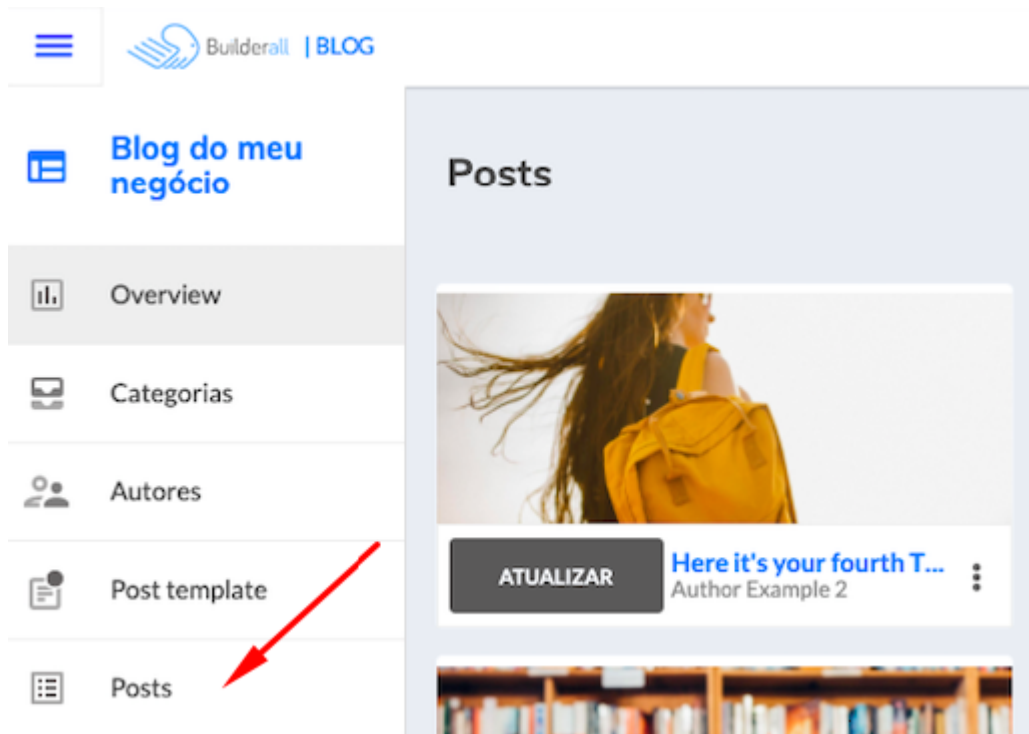 Builderall | BLOG
Blog do meu
negócio
Posts
Overview
Categorias
Autores
Post template
Posts
ATUALIZAR
Here it's your fourth T...
Author Example 2